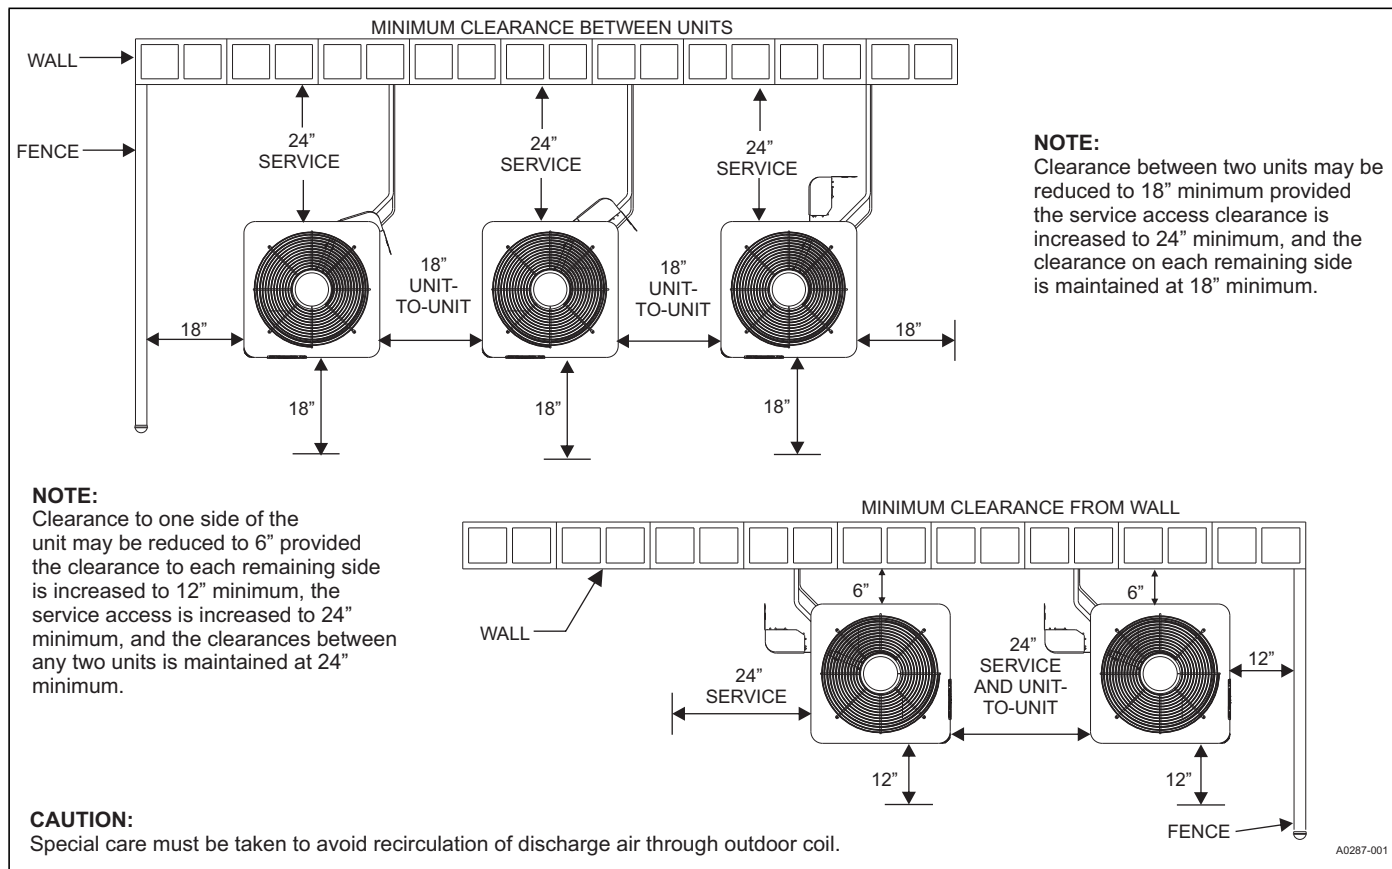 MINIMUM CLEARANCE BETWEEN UNITS
WALL
FENCE
24”
SERVICE
24”
SERVICE
24”
SERVICE
NOTE:
Clearance between two units may be
reduced to 18” minimum provided
the service access clearance is
increased to 24” minimum, and the
clearance on each remaining side
is maintained at 18” minimum.
18”
UNIT-
TO-UNIT
18”
UNIT-
TO-UNIT
18”
18”
18”
18”
18”
NOTE:
Clearance to one side of the
unit may be reduced to 6” provided
the clearance to each remaining side
is increased to 12” minimum, the
service access is increased to 24”
minimum, and the clearances between
any two units is maintained at 24”
minimum.
MINIMUM CLEARANCE FROM WALL
6”
6”
WALL
24”
SERVICE
24”
SERVICE
AND UNIT-
TO-UNIT
12”
12”
12”
FENCE
CAUTION:
Special care must be taken to avoid recirculation of discharge air through outdoor coil.
A0287-001